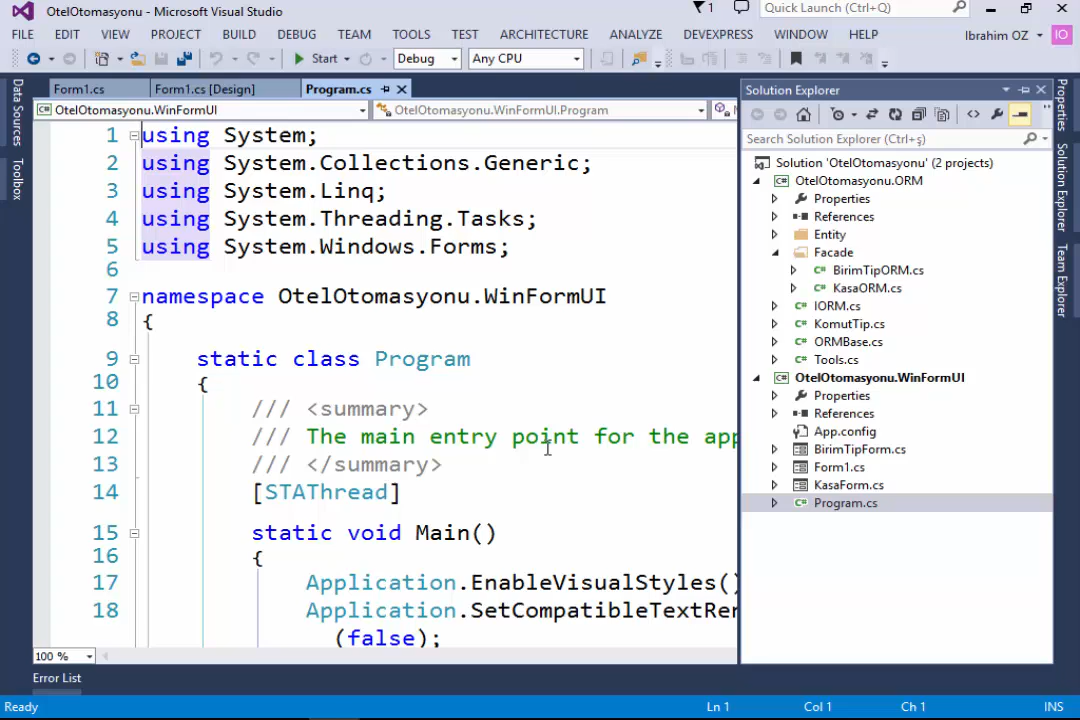 OtelOtomasyonu - Microsoft Visual Studio
1
Quick Launch (Ctrl+Q)
FILE EDIT VIEW PROJECT BUILD DEBUG TEAM TOOLS TEST ARCHITECTURE ANALYZE DEVEXPRESS WINDOW HELP
Ibrahim OZ
IO
Start
Debug
Any CPU
Data Sources
Toolbox
Form1.cs
Form1.cs [Design]
Program.cs
OtelOtomasyonu.WinFormUI
OtelOtomasyonu.WinFormUI.Program
1 using System;
2 using System.Collections.Generic;
3 using System.Linq;
4 using System.Threading.Tasks;
5 using System.Windows.Forms;
6
7 namespace OtelOtomasyonu.WinFormUI
8 {
9 static class Program
10 {
11 /// <summary>
12 /// The main entry point for the app
13 /// </summary>
14 [STAThread]
15 static void Main()
16 {
17 Application.EnableVisualStyles()
18 Application.SetCompatibleTextRer
(false);
100 %
Error List
Ready
Ln 1
Col 1
Ch 1
INS
Solution Explorer
Search Solution Explorer (Ctrl+ş)
Solution 'OtelOtomasyonu' (2 projects)
OtelOtomasyonu.ORM
Properties
References
Entity
Facade
BirimTipORM.cs
KasaORM.cs
IORM.cs
KomutTip.cs
ORMBase.cs
Tools.cs
OtelOtomasyonu.WinFormUI
Properties
References
App.config
BirimTipForm.cs
Form1.cs
KasaForm.cs
Program.cs
Properties
Solution Explorer
Team Explorer